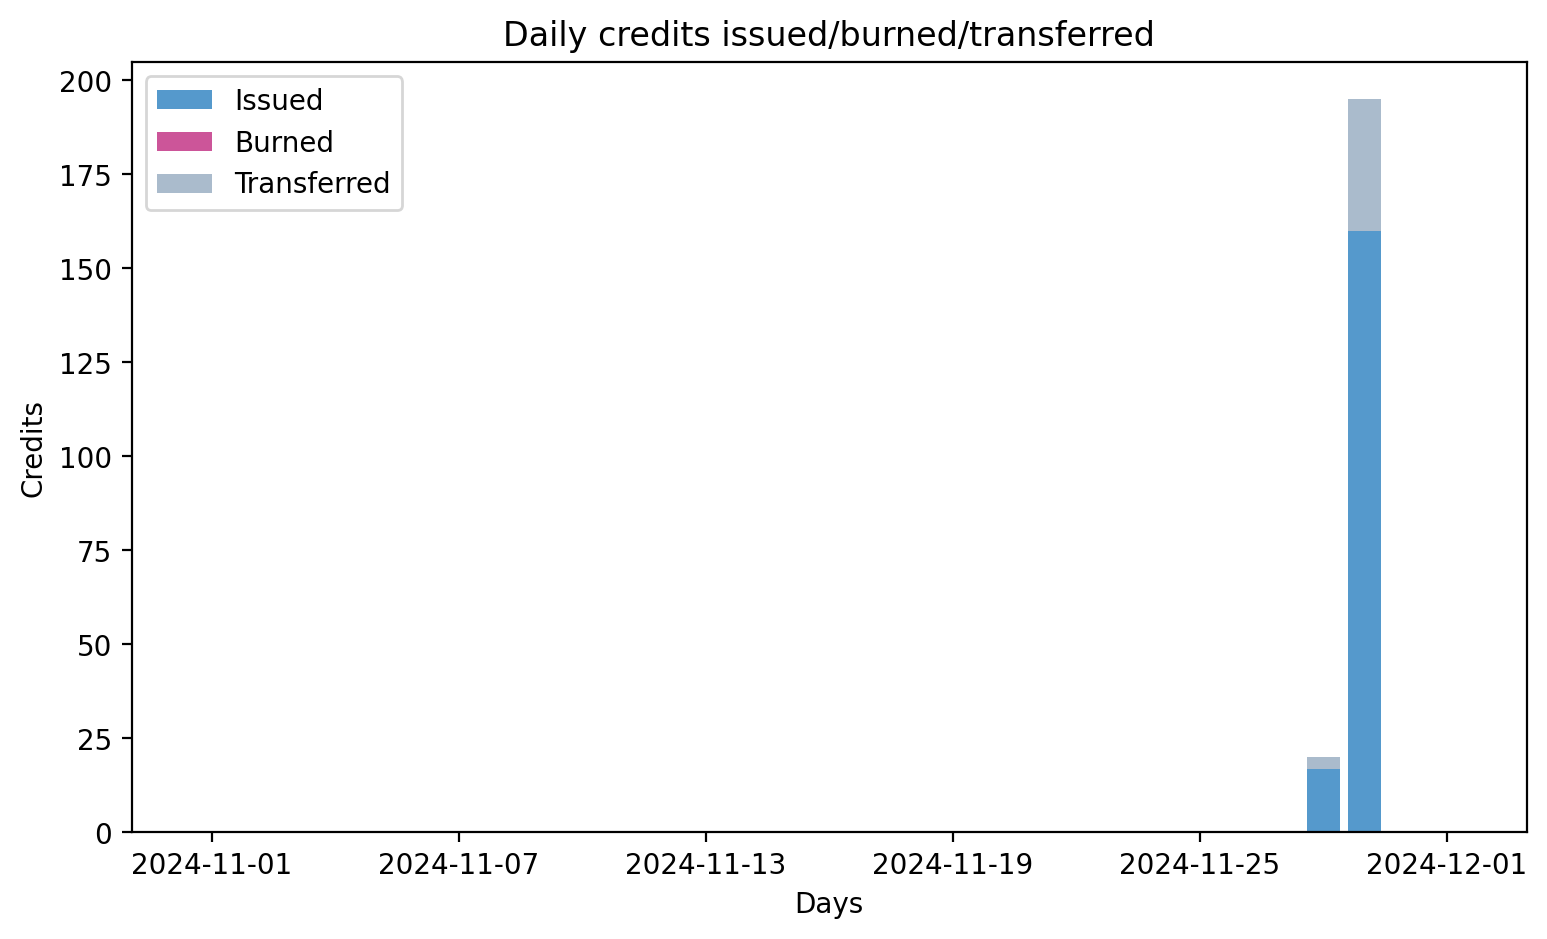 Daily credits issued/burned/transferred
Issued
Burned
Transferred
200
175
150
125
100
75
50
25
0
Credits
2024-11-01
2024-11-07
2024-11-13
2024-11-19
2024-11-25
2024-12-01
Days